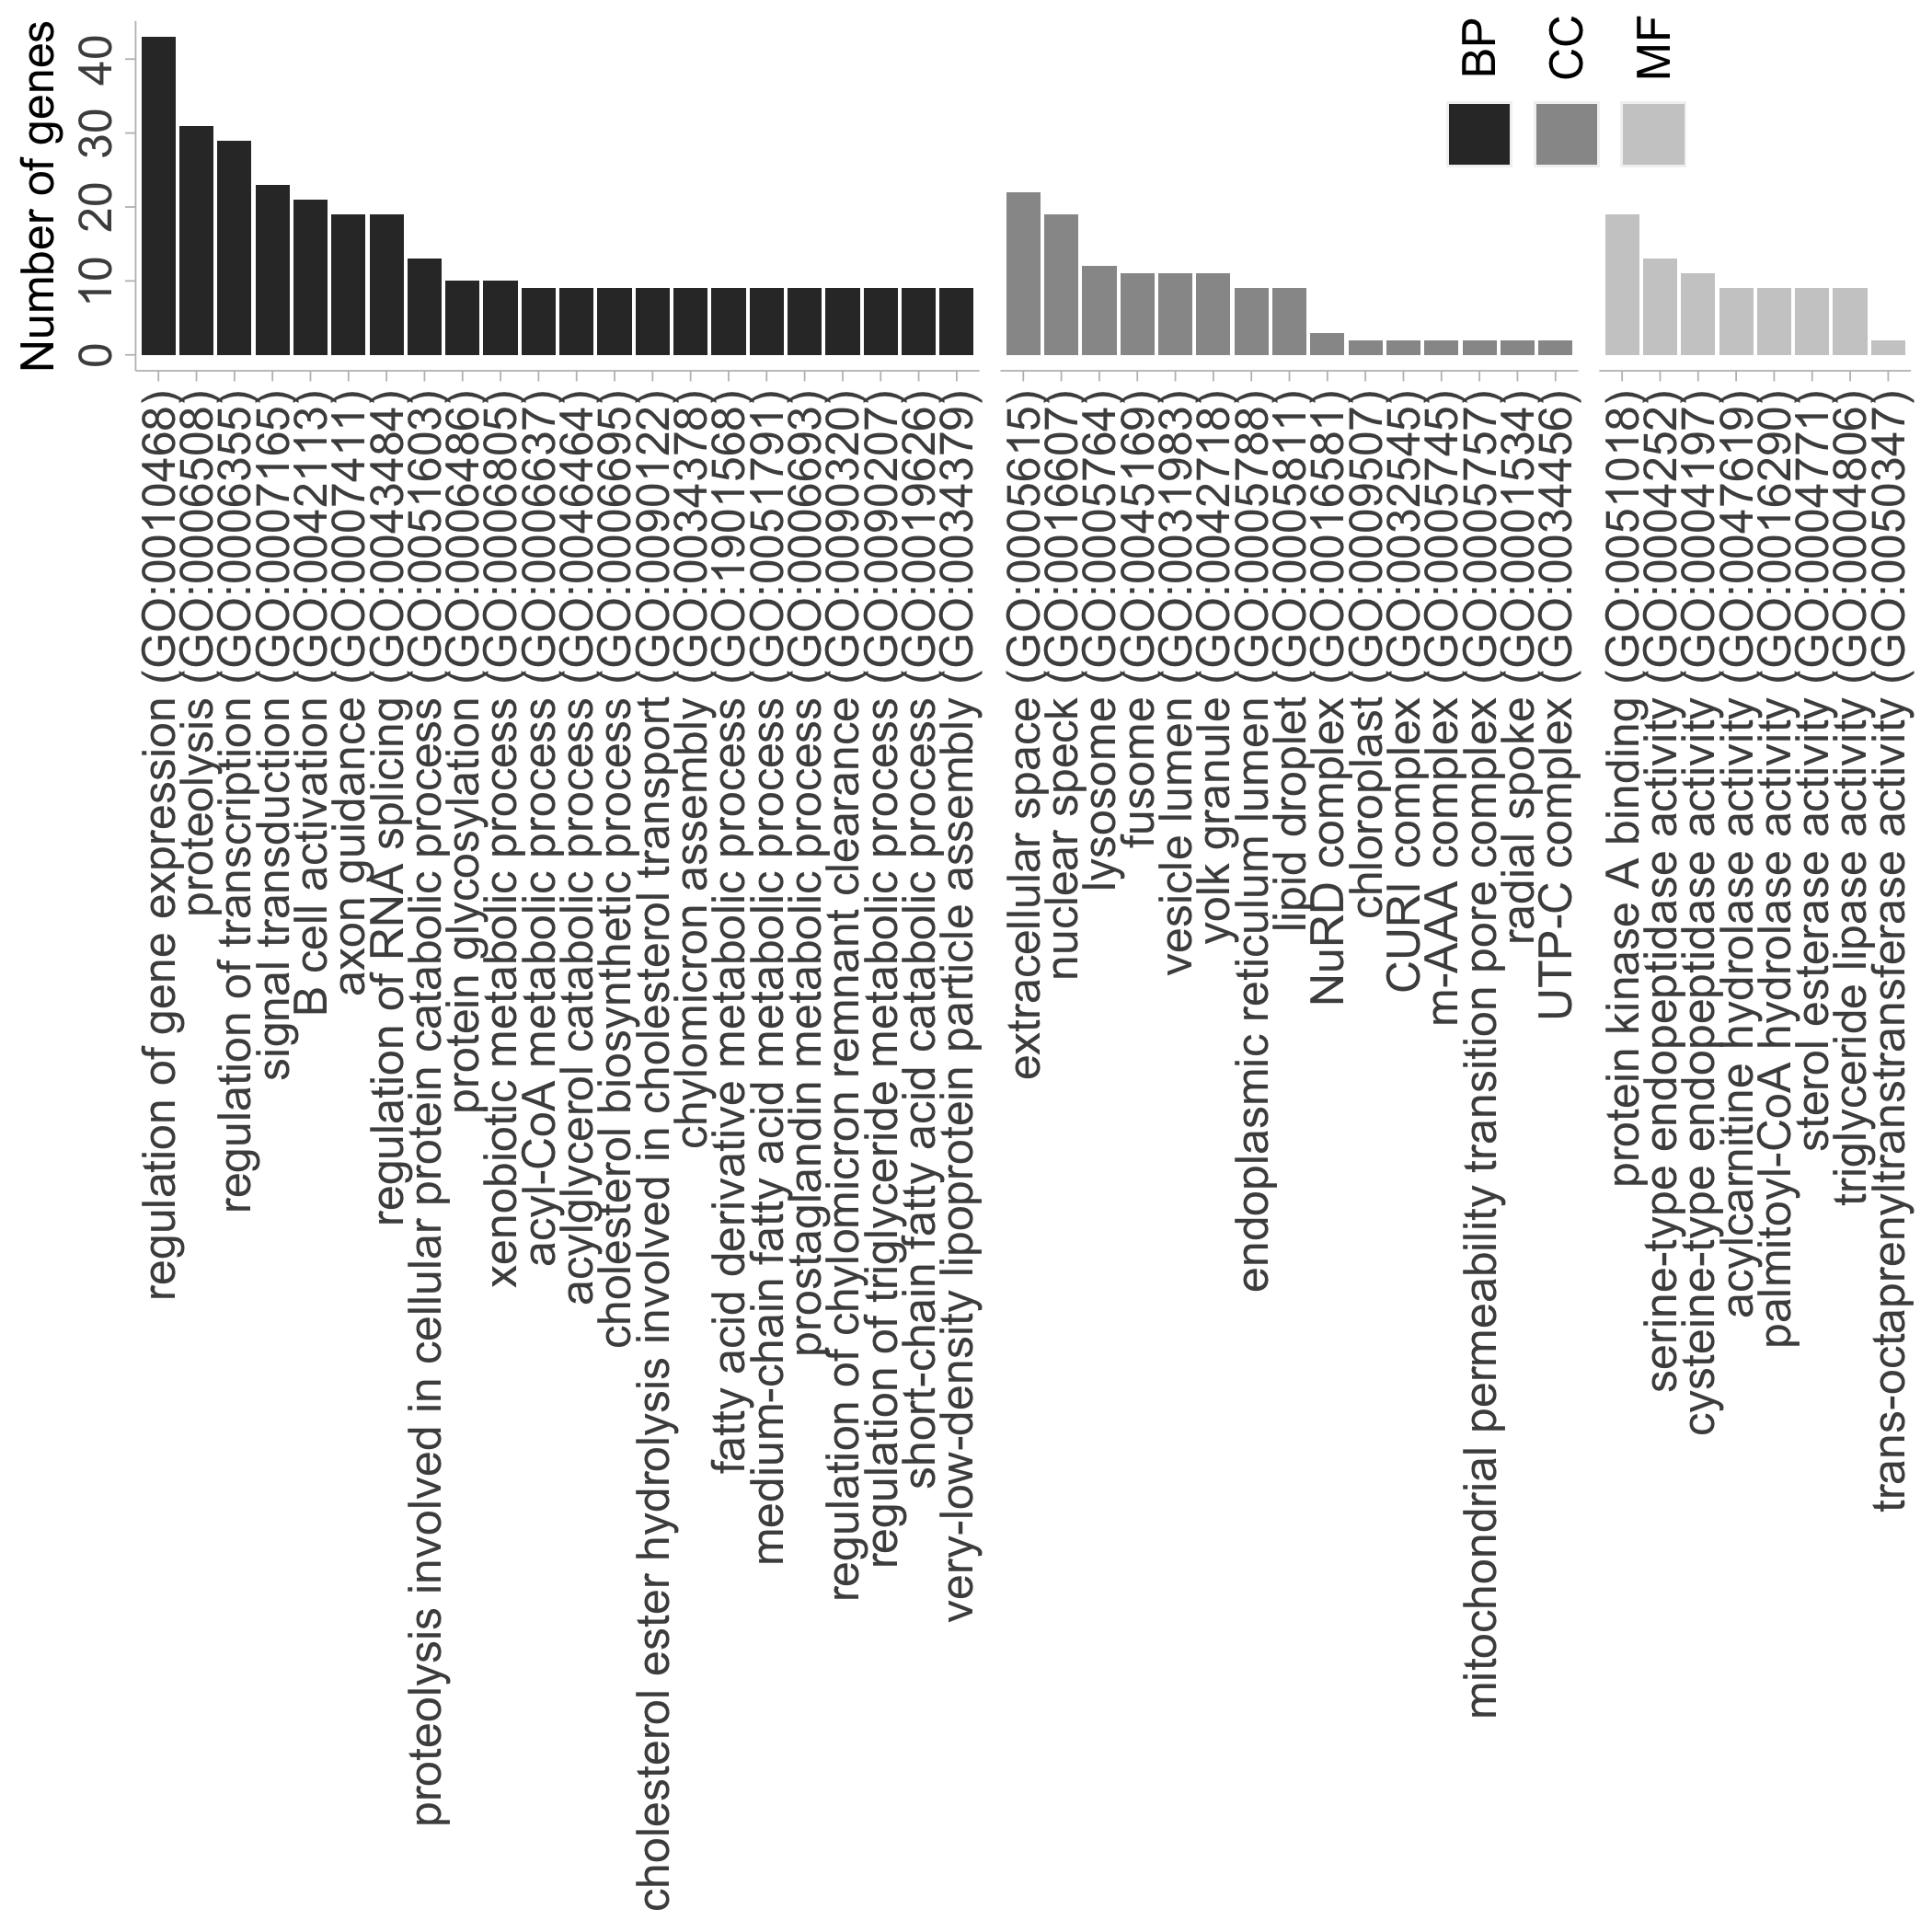 Number of genes
0
10
20
30
40
BP
CC
MF
regulation of gene expression (GO:0010468)
proteolysis (GO:0006508)
regulation of transcription (GO:0006355)
signal transduction (GO:0007165)
B cell activation (GO:0042113)
axon guidance (GO:0007411)
regulation of RNA splicing (GO:0043484)
proteolysis involved in cellular protein catabolic process (GO:0051603)
protein glycosylation (GO:0006486)
xenobiotic metabolic process (GO:0006805)
acyl-CoA metabolic process (GO:0006637)
acylglycerol catabolic process (GO:0046464)
cholesterol biosynthetic process (GO:0006695)
cholesterol ester hydrolysis involved in cholesterol transport (GO:0090122)
chylomicron assembly (GO:0034378)
fatty acid derivative metabolic process (GO:1901568)
medium-chain fatty acid metabolic process (GO:0051791)
prostaglandin metabolic process (GO:0006693)
regulation of chylomicron remnant clearance (GO:0090320)
regulation of triglyceride metabolic process (GO:0090207)
short-chain fatty acid catabolic process (GO:0019626)
very-low-density lipoprotein particle assembly (GO:0034379)
extracellular space (GO:0005615)
nuclear speck (GO:0016607)
lysosome (GO:0005764)
fusome (GO:0045169)
vesicle lumen (GO:0031983)
yolk granule (GO:0042718)
endoplasmic reticulum lumen (GO:0005788)
lipid droplet (GO:0005811)
NuRD complex (GO:0016581)
chloroplast (GO:0009507)
CURI complex (GO:0032545)
m-AAA complex (GO:0005745)
mitochondrial permeability transition pore complex (GO:0005757)
radial spoke (GO:0001534)
UTP-C complex (GO:0034456)
protein kinase A binding (GO:0051018)
serine-type endopeptidase activity (GO:0004252)
cysteine-type endopeptidase activity (GO:0004197)
acylcarnitine hydrolase activity (GO:0047619)
palmitoyl-CoA hydrolase activity (GO:0016290)
sterol esterase activity (GO:0004771)
triglyceride lipase activity (GO:0004806)
trans-octaprenyltranstransferase activity (GO:0050347)